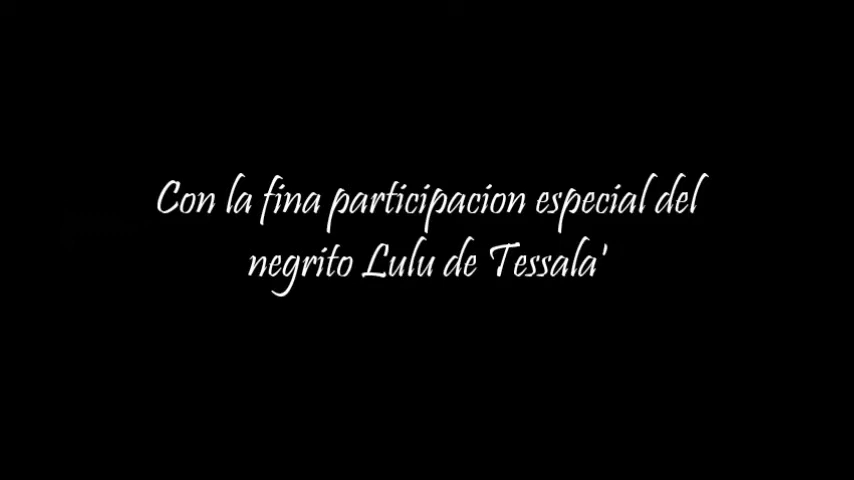 Con la fina participacion especial del
negrito Lulu de Tessala'